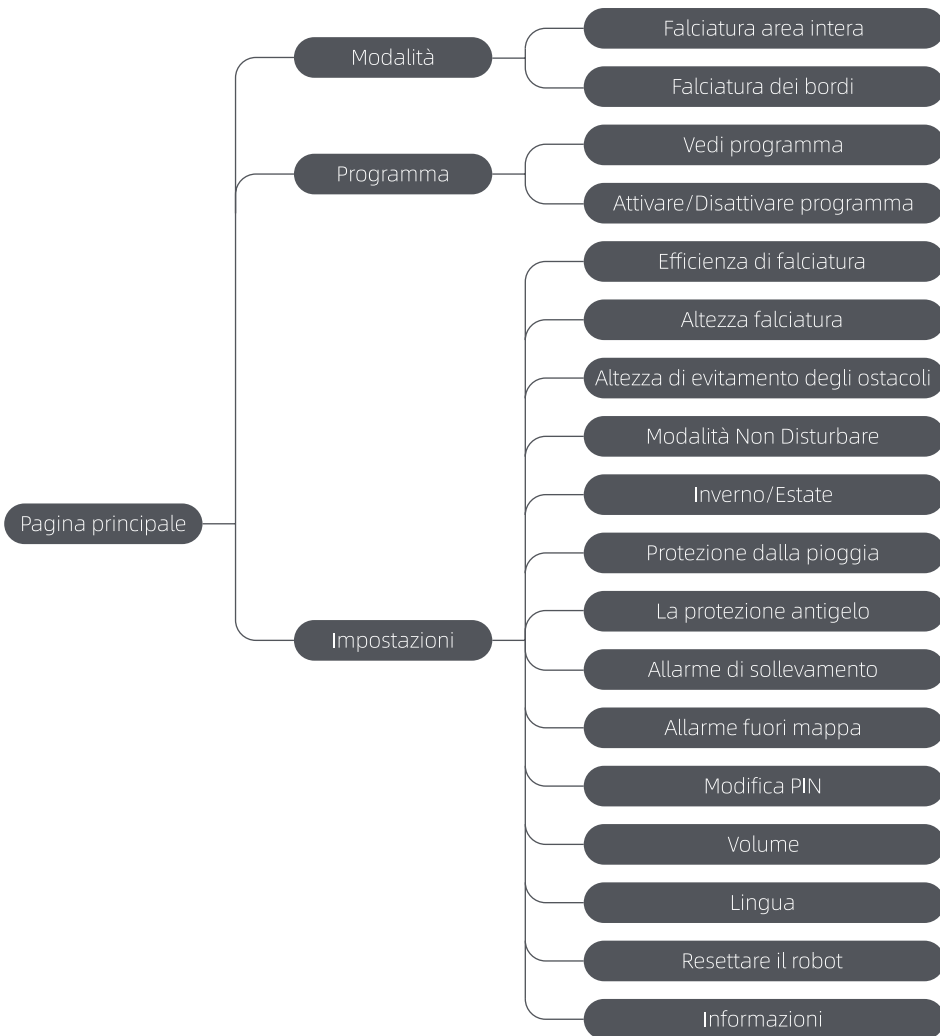 Falciatura area intera
Modalità
Falciatura dei bordi
Vedi programma
Programma
Attivare/Disattivare programma
Efficienza di falciatura
Altezza falciatura
Altezza di evitamento degli ostacoli
Modalità Non Disturbare
Inverno/Estate
Pagina principale
Protezione dalla pioggia
La protezione antigelo
Impostazioni
Allarme di sollevamento
Allarme fuori mappa
Modifica PIN
Volume
Lingua
Resettare il robot
Informazioni